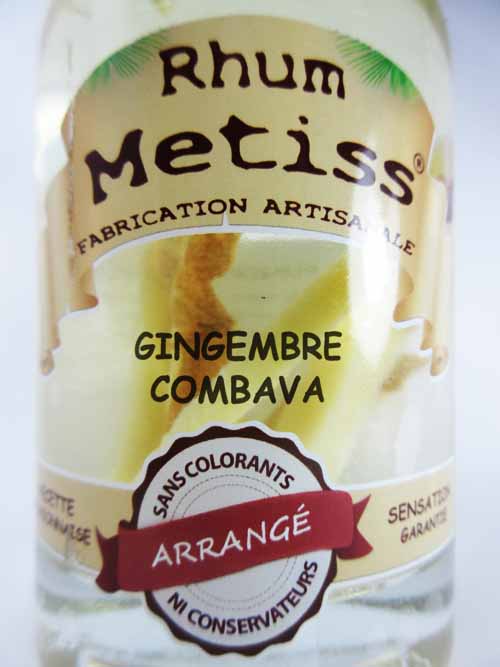 Rhum
Metiss®
FABRICATION ARTISANALE
GINGEMBRE
COMBAVA
SANS COLORANTS
ARRANGÉ
NI CONSERVATEURS
SENSATION
GARANTIE